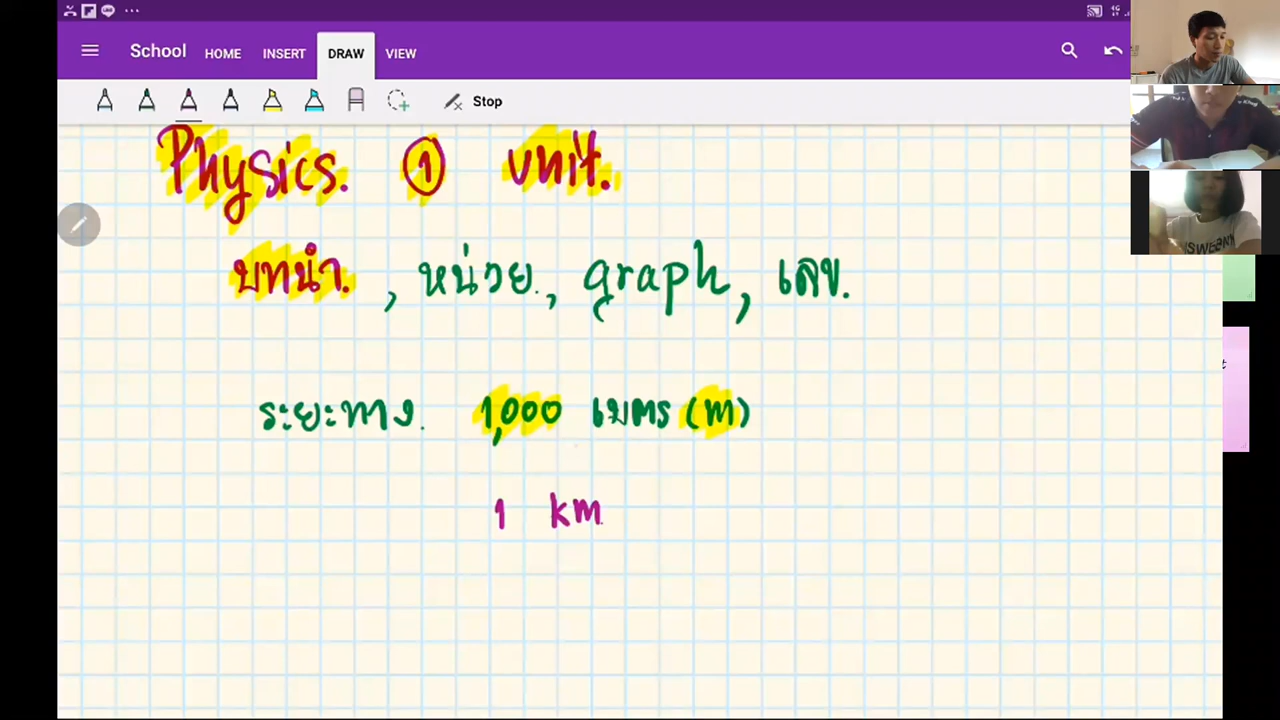 School HOME INSERT DRAW VIEW
Stop
Physics. ① Unit.
บทนำ. , หน่วย. , graph , เลข.
ระยะทาง. 1,000 เมตร (m)
1 km.